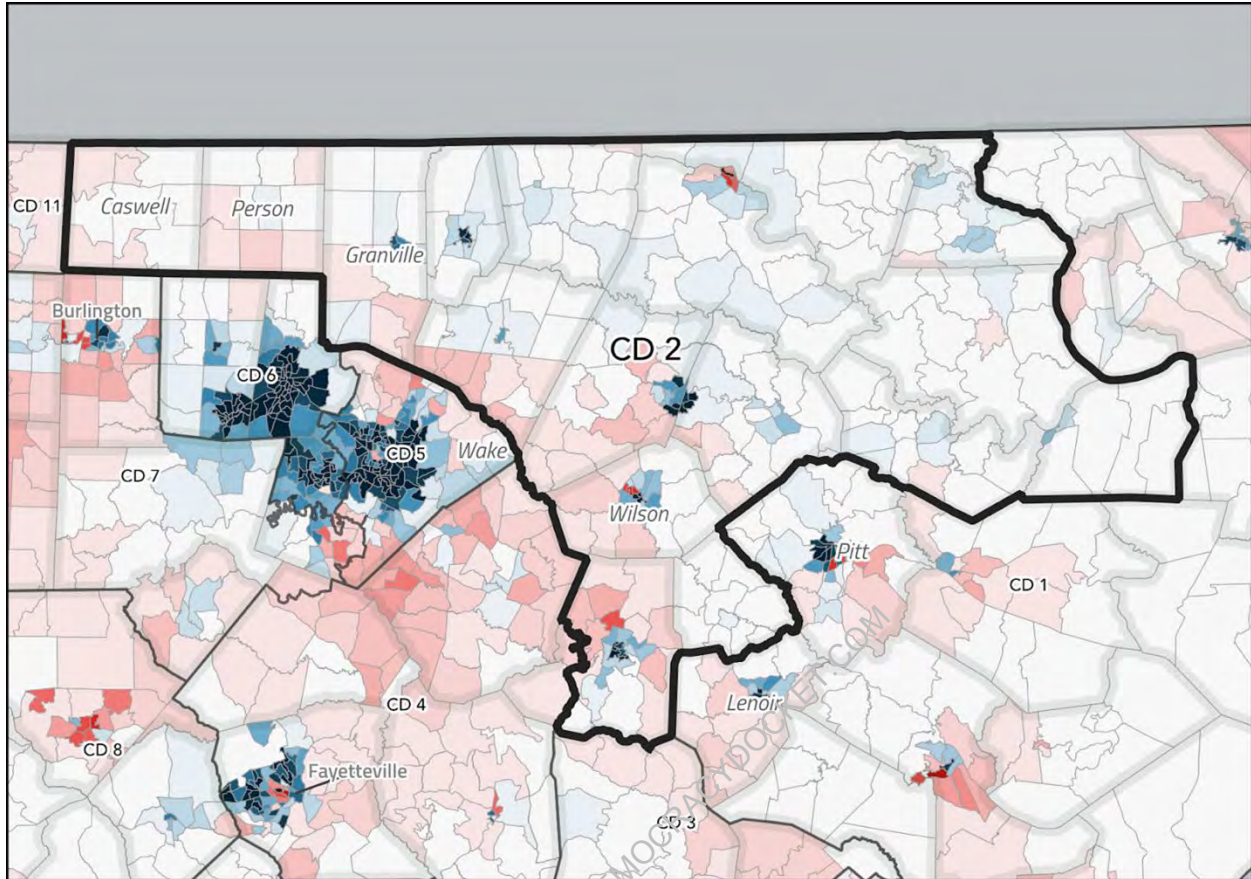 CD 11
Caswell
Person
Granville
Burlington
CD 2
CD 6
CD 5
Wake
CD 7
Wilson
Pitt
CD 1
CD 4
Lenoir
CD 8
Fayetteville
CD 3
MOCRACYDOCKET.COM